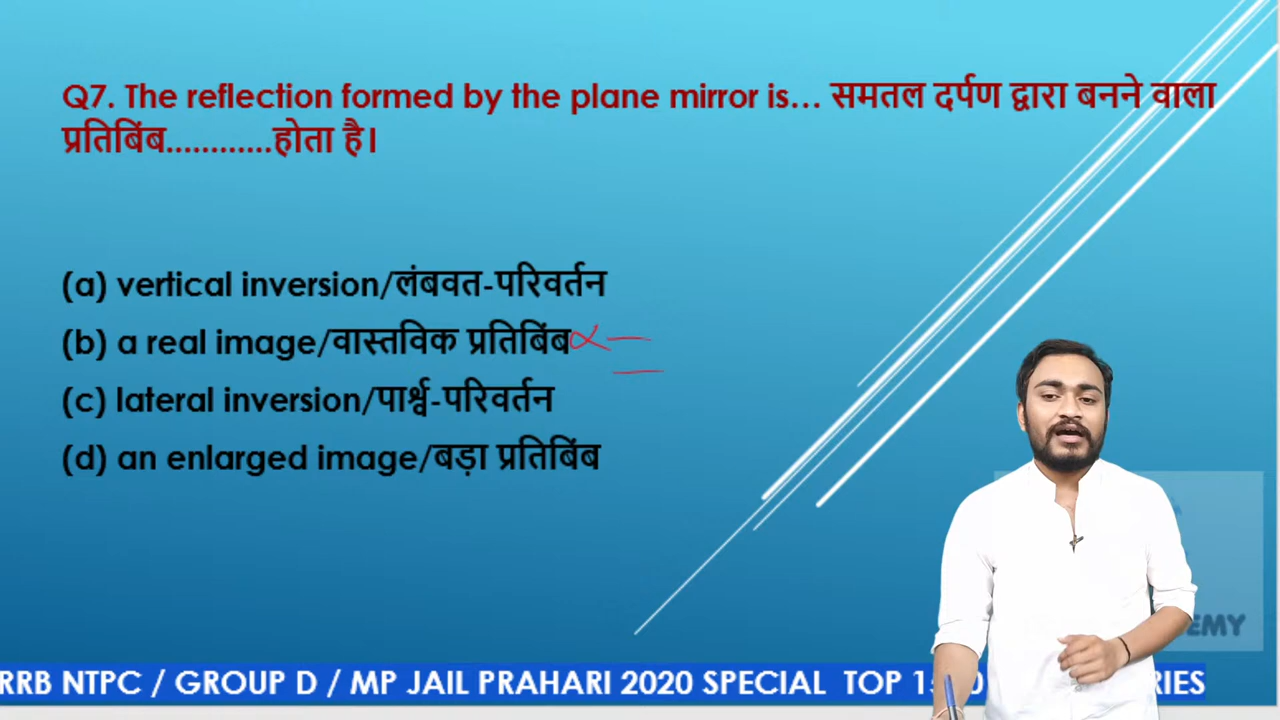 Q7. The reflection formed by the plane mirror is... समतल दर्पण द्वारा बनने वाला
प्रतिबिंब............होता है।
(a) vertical inversion/लंबवत-परिवर्तन
(b) a real image/वास्तविक प्रतिबिंब
(c) lateral inversion/पार्श्व-परिवर्तन
(d) an enlarged image/बड़ा प्रतिबिंब
RRB NTPC / GROUP D / MP JAIL PRAHARI 2020 SPECIAL TOP